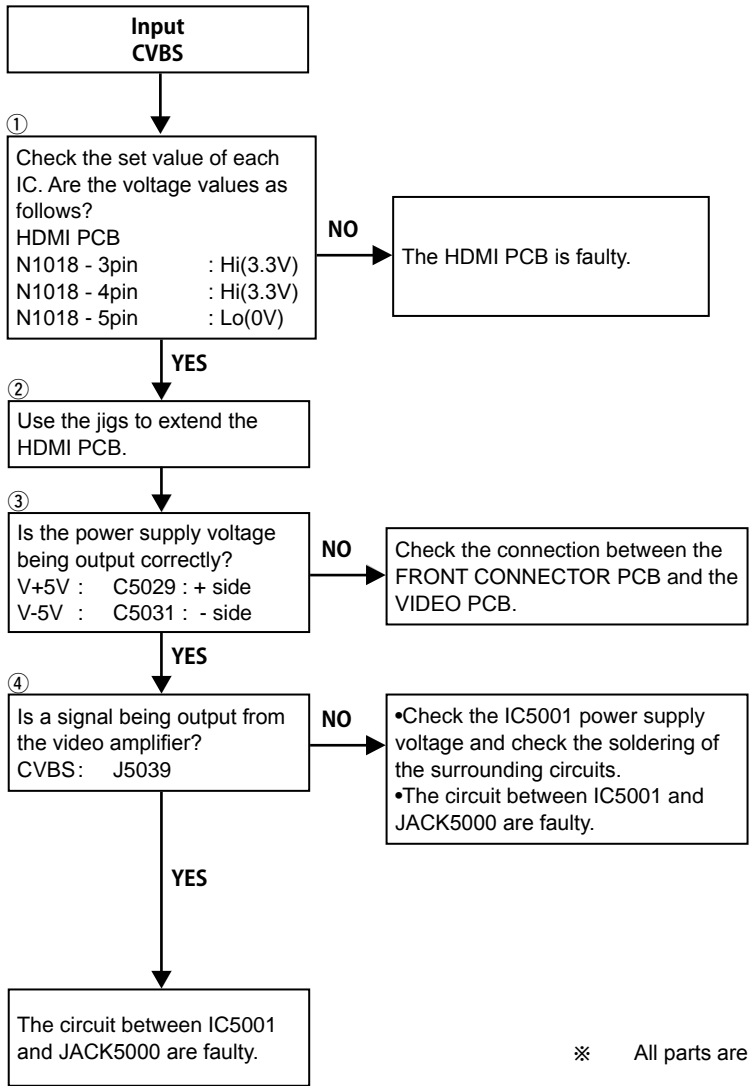 Input
CVBS
①
Check the set value of each
IC. Are the voltage values as
follows?
HDMI PCB
N1018 - 3pin : Hi(3.3V)
N1018 - 4pin : Hi(3.3V)
N1018 - 5pin : Lo(0V)
NO
The HDMI PCB is faulty.
YES
②
Use the jigs to extend the
HDMI PCB.
③
Is the power supply voltage
being output correctly?
V+5V : C5029 : + side
V-5V : C5031 : - side
NO
Check the connection between the
FRONT CONNECTOR PCB and the
VIDEO PCB.
YES
④
Is a signal being output from
the video amplifier?
CVBS : J5039
NO
•Check the IC5001 power supply
voltage and check the soldering of
the surrounding circuits.
•The circuit between IC5001 and
JACK5000 are faulty.
YES
The circuit between IC5001
and JACK5000 are faulty.
※ All parts are